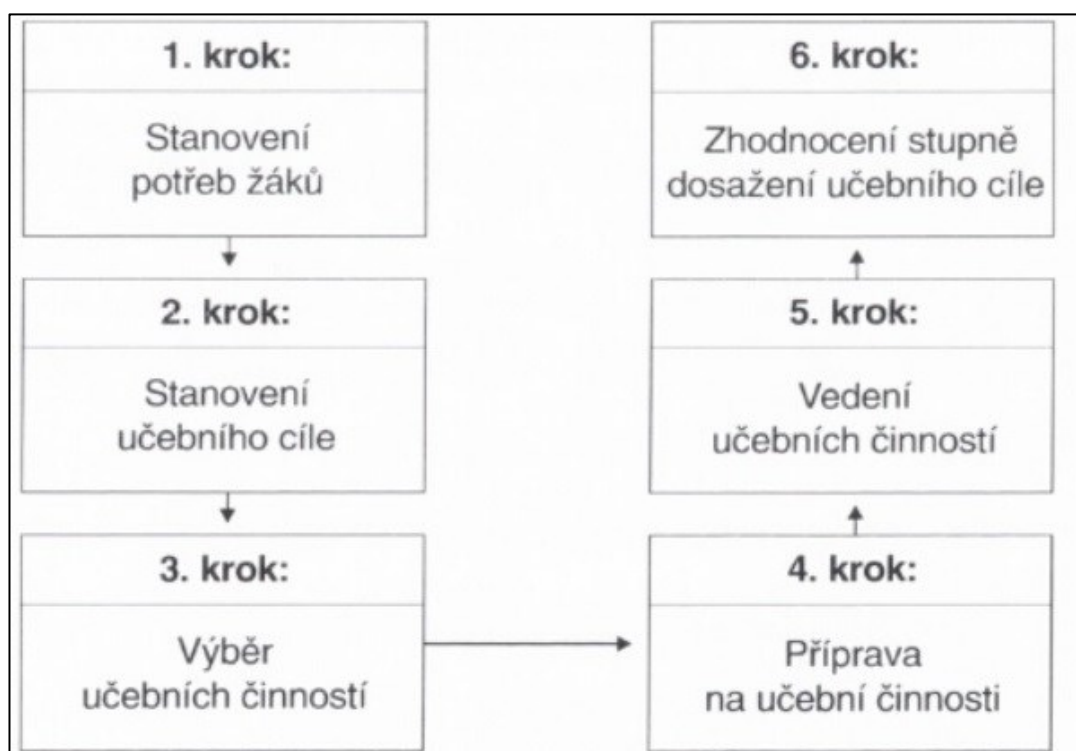 1. krok:
Stanovení
potřeb žáků
2. krok:
Stanovení
učebního cíle
3. krok:
Výběr
učebních činností
4. krok:
Příprava
na učební činnosti
5. krok:
Vedení
učebních činností
6. krok:
Zhodnocení stupně
dosažení učebního cíle